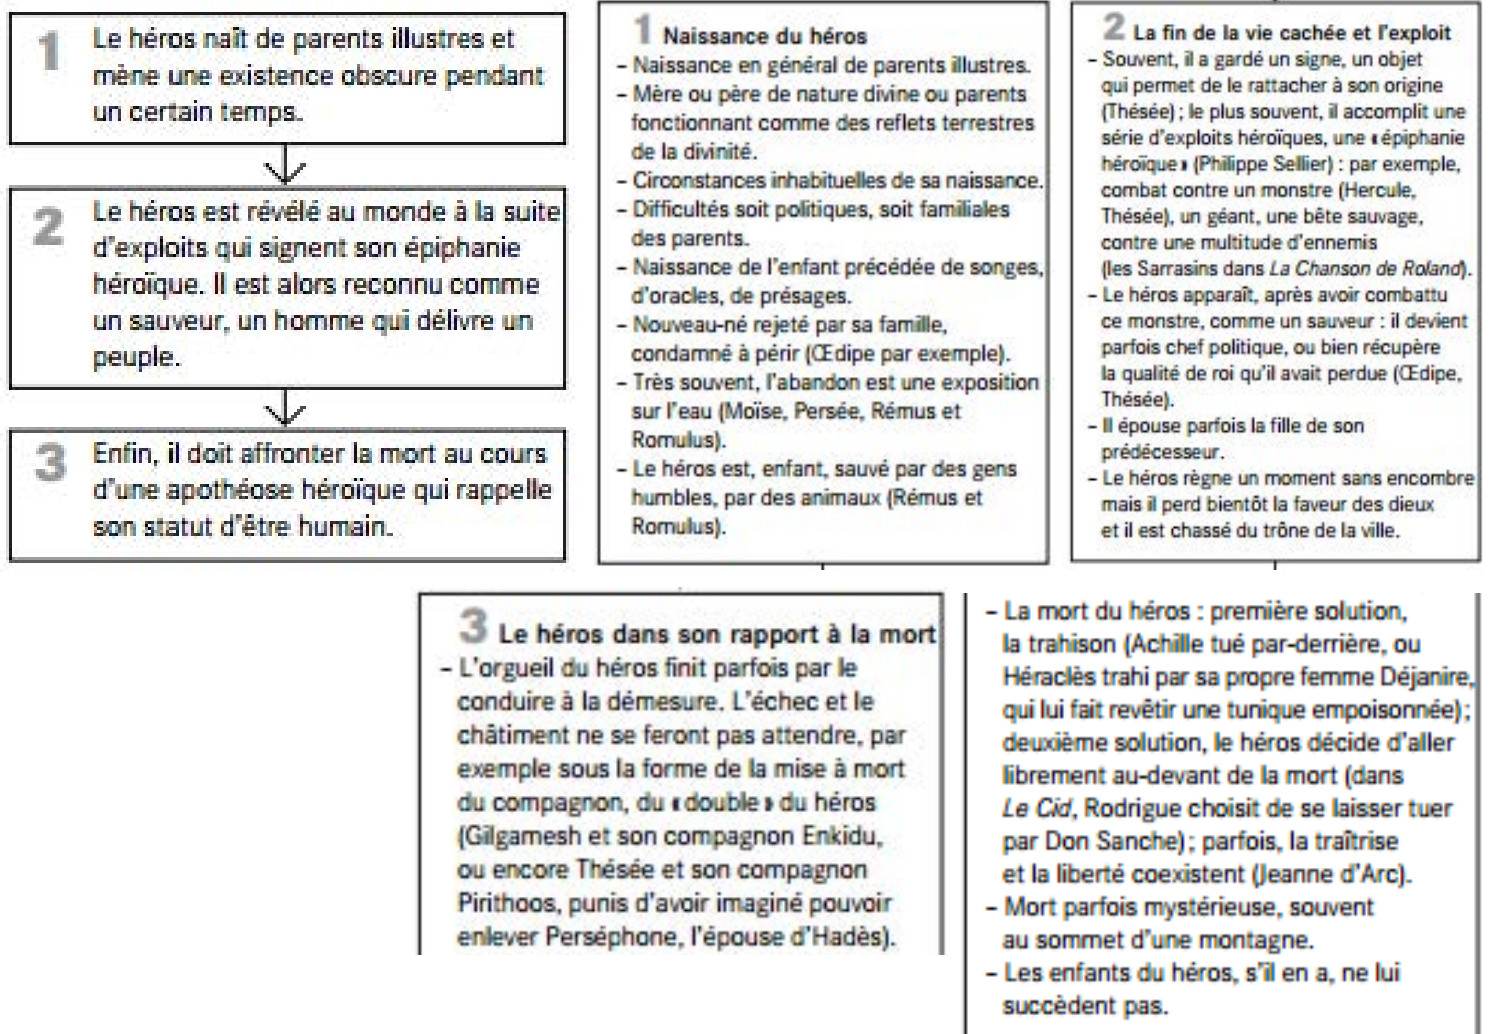 1 Le héros naît de parents illustres et
mène une existence obscure pendant
un certain temps.
2 Le héros est révélé au monde à la suite
d'exploits qui signent son épiphanie
héroïque. Il est alors reconnu comme
un sauveur, un homme qui délivre un
peuple.
3 Enfin, il doit affronter la mort au cours
d'une apothéose héroïque qui rappelle
son statut d'être humain.
1 Naissance du héros
– Naissance en général de parents illustres.
– Mère ou père de nature divine ou parents
fonctionnant comme des reflets terrestres
de la divinité.
– Circonstances inhabituelles de sa naissance.
– Difficultés soit politiques, soit familiales
des parents.
– Naissance de l'enfant précédée de songes,
d'oracles, de présages.
– Nouveau-né rejeté par sa famille,
condamné à périr (Œdipe par exemple).
– Très souvent, l'abandon est une exposition
sur l'eau (Moïse, Persée, Rémus et
Romulus).
– Le héros est, enfant, sauvé par des gens
humbles, par des animaux (Rémus et
Romulus).
2 La fin de la vie cachée et l'exploit
– Souvent, il a gardé un signe, un objet
qui permet de le rattacher à son origine
(Thésée) ; le plus souvent, il accomplit une
série d'exploits héroïques, une « épiphanie
héroïque » (Philippe Sellier) : par exemple,
combat contre un monstre (Hercule,
Thésée), un géant, une bête sauvage,
contre une multitude d'ennemis
(les Sarrasins dans La Chanson de Roland).
– Le héros apparaît, après avoir combattu
ce monstre, comme un sauveur : il devient
parfois chef politique, ou bien récupère
la qualité de roi qu'il avait perdue (Œdipe,
Thésée).
– Il épouse parfois la fille de son
prédécesseur.
– Le héros règne un moment sans encombre
mais il perd bientôt la faveur des dieux
et il est chassé du trône de la ville.
3 Le héros dans son rapport à la mort
– L'orgueil du héros finit parfois par le
conduire à la démesure. L'échec et le
châtiment ne se feront pas attendre, par
exemple sous la forme de la mise à mort
du compagnon, du « double » du héros
(Gilgamesh et son compagnon Enkidu,
ou encore Thésée et son compagnon
Pirithoos, punis d'avoir imaginé pouvoir
enlever Perséphone, l'épouse d'Hadès).
– La mort du héros : première solution,
la trahison (Achille tué par-derrière, ou
Héraclès trahi par sa propre femme Déjanire,
qui lui fait revêtir une tunique empoisonnée) ;
deuxième solution, le héros décide d'aller
librement au-devant de la mort (dans
Le Cid, Rodrigue choisit de se laisser tuer
par Don Sanche) ; parfois, la traîtrise
et la liberté coexistent (Jeanne d'Arc).
– Mort parfois mystérieuse, souvent
au sommet d'une montagne.
– Les enfants du héros, s'il en a, ne lui
succèdent pas.